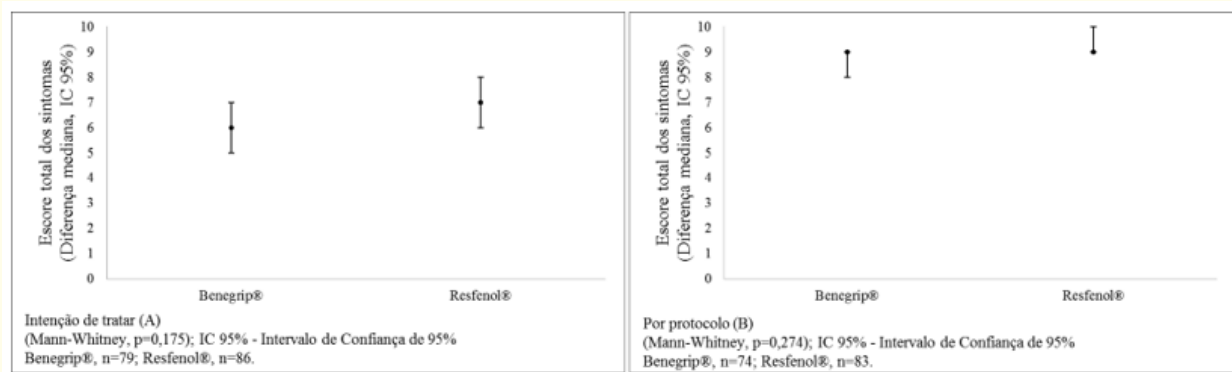 Escore total dos sintomas
(Diferença mediana, IC 95%)
10
9
8
7
6
5
4
3
2
1
0
Benegrip® Resfenol®
Intenção de tratar (A)
(Mann-Whitney, p=0,175); IC 95% - Intervalo de Confiança de 95%
Benegrip®, n=79; Resfenol®, n=86.
Escore total dos sintomas
(Diferença mediana, IC 95%)
10
9
8
7
6
5
4
3
2
1
0
Benegrip® Resfenol®
Por protocolo (B)
(Mann-Whitney, p=0,274); IC 95% - Intervalo de Confiança de 95%
Benegrip®, n=74; Resfenol®, n=83.